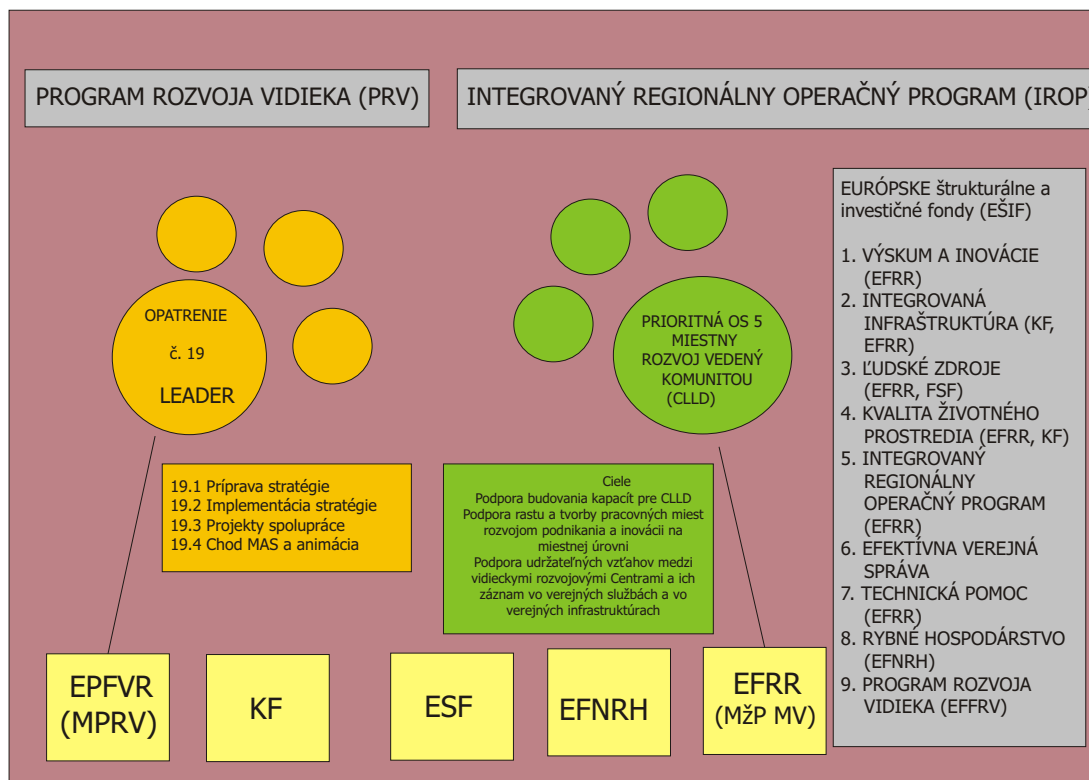 PROGRAM ROZVOJA VIDIEKA (PRV)
INTEGROVANÝ REGIONÁLNY OPERAČNÝ PROGRAM (IROP)
OPATRENIE
č. 19
LEADER
PRIORITNÁ OS 5
MIESTNY
ROZVOJ VEDENÝ
KOMUNITOU
(CLLD)
19.1 Príprava stratégie
19.2 Implementácia stratégie
19.3 Projekty spolupráce
19.4 Chod MAS a animácia
Ciele
Podpora budovania kapacít pre CLLD
Podpora rastu a tvorby pracovných miest
rozvojom podnikania a inovácii na
miestnej úrovni
Podpora udržateľných vzťahov medzi
vidieckymi rozvojovými Centrami a ich
záznam vo verejných službách a vo
verejných infrastruktúrach
EURÓPSKE štrukturálne a
investičné fondy (EŠIF)
1. VÝSKUM A INOVÁCIE
(EFRR)
2. INTEGROVANÁ
INFRAŠTRUKTÚRA (KF,
EFRR)
3. ĽUDSKÉ ZDROJE
(EFRR, FSF)
4. KVALITA ŽIVOTNÉHO
PROSTREDIA (EFRR, KF)
5. INTEGROVANÝ
REGIONÁLNY
OPERAČNÝ PROGRAM
(EFRR)
6. EFEKTÍVNA VEREJNÁ
SPRÁVA
7. TECHNICKÁ POMOC
(EFRR)
8. RYBNÉ HOSPODÁRSTVO
(EFNRH)
9. PROGRAM ROZVOJA
VIDIEKA (EFFRV)
EPFVR
(MPRV)
KF
ESF
EFNRH
EFRR
(MžP MV)